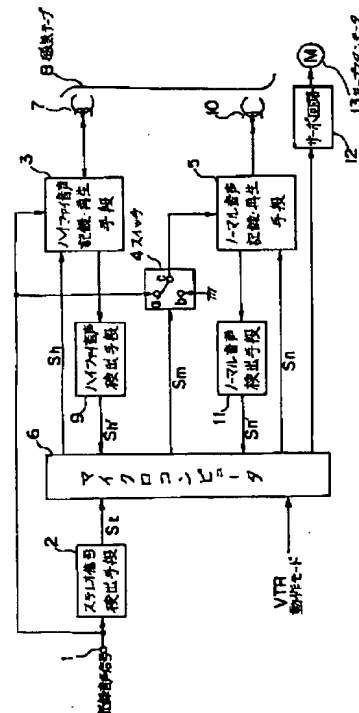 8 磁気テープ
7
3
ハイファイ音声
記録・再生
手段
10
M
13 キャプスタンモータ
サーボ回路
12
5
ノーマル音声
記録・再生
手段
4 スイッチ
a
b
c
9
ハイファイ音声
検出手段
11
ノーマル音声
検出手段
Sh
Sh'
Sm
Sn'
Sn
6
マイクロコンピュータ
St
2
ステレオ信号
検出手段
1
VTR
動作モード